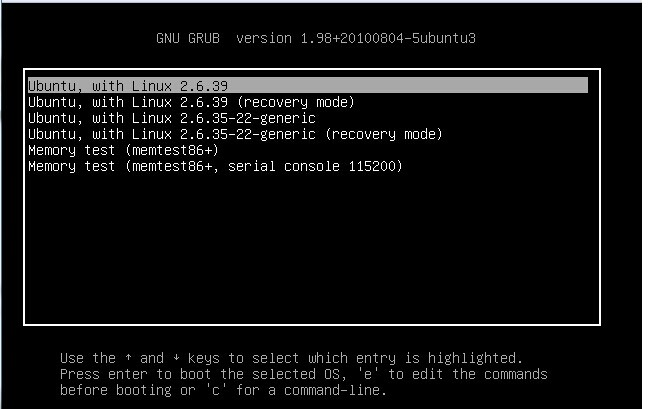 GNU GRUB  version 1.98+20100804-5ubuntu3
Ubuntu, with Linux 2.6.39
Ubuntu, with Linux 2.6.39 (recovery mode)
Ubuntu, with Linux 2.6.35-22-generic
Ubuntu, with Linux 2.6.35-22-generic (recovery mode)
Memory test (memtest86+)
Memory test (memtest86+, serial console 115200)
Use the ↑ and ↓ keys to select which entry is highlighted.
Press enter to boot the selected OS, 'e' to edit the commands
before booting or 'c' for a command-line.